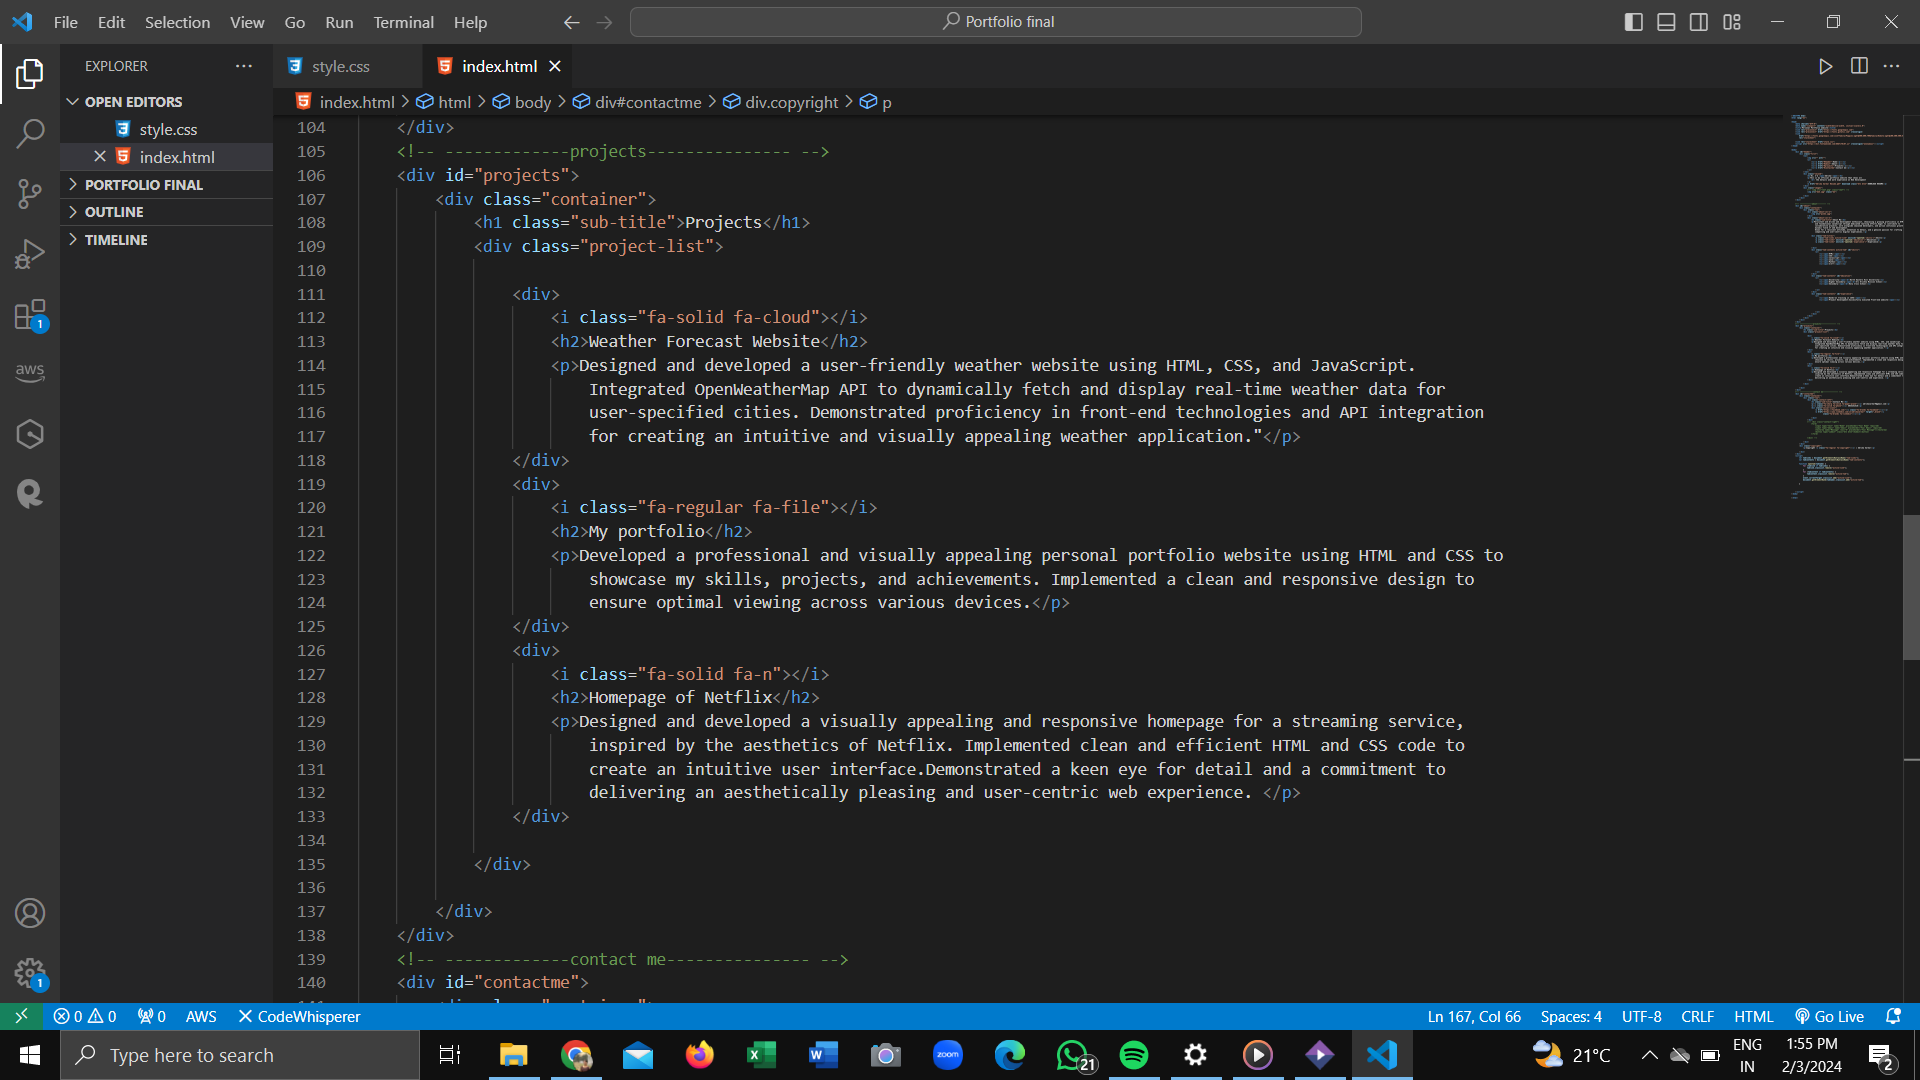 File Edit Selection View Go Run Terminal Help
Portfolio final
EXPLORER
OPEN EDITORS
style.css
index.html
PORTFOLIO FINAL
OUTLINE
TIMELINE
1
aws
1
style.css index.html
index.html > html > body > div#contactme > div.copyright > p
104 </div>
105 <!-- -------------projects--------------- -->
106 <div id="projects">
107 <div class="container">
108 <h1 class="sub-title">Projects</h1>
109 <div class="project-list">
110
111 <div>
112 <i class="fa-solid fa-cloud"></i>
113 <h2>Weather Forecast Website</h2>
114 <p>Designed and developed a user-friendly weather website using HTML, CSS, and JavaScript.
115 Integrated OpenWeatherMap API to dynamically fetch and display real-time weather data for
116 user-specified cities. Demonstrated proficiency in front-end technologies and API integration
117 for creating an intuitive and visually appealing weather application."</p>
118 </div>
119 <div>
120 <i class="fa-regular fa-file"></i>
121 <h2>My portfolio</h2>
122 <p>Developed a professional and visually appealing personal portfolio website using HTML and CSS to
123 showcase my skills, projects, and achievements. Implemented a clean and responsive design to
124 ensure optimal viewing across various devices.</p>
125 </div>
126 <div>
127 <i class="fa-solid fa-n"></i>
128 <h2>Homepage of Netflix</h2>
129 <p>Designed and developed a visually appealing and responsive homepage for a streaming service,
130 inspired by the aesthetics of Netflix. Implemented clean and efficient HTML and CSS code to
131 create an intuitive user interface.Demonstrated a keen eye for detail and a commitment to
132 delivering an aesthetically pleasing and user-centric web experience. </p>
133 </div>
134
135 </div>
136
137 </div>
138 </div>
139 <!-- -------------contact me--------------- -->
140 <div id="contactme">
0 0 0 AWS CodeWhisperer
Ln 167, Col 66 Spaces: 4 UTF-8 CRLF HTML Go Live
Type here to search
zoom
21
21°C
ENG
IN
1:55 PM
2/3/2024
2